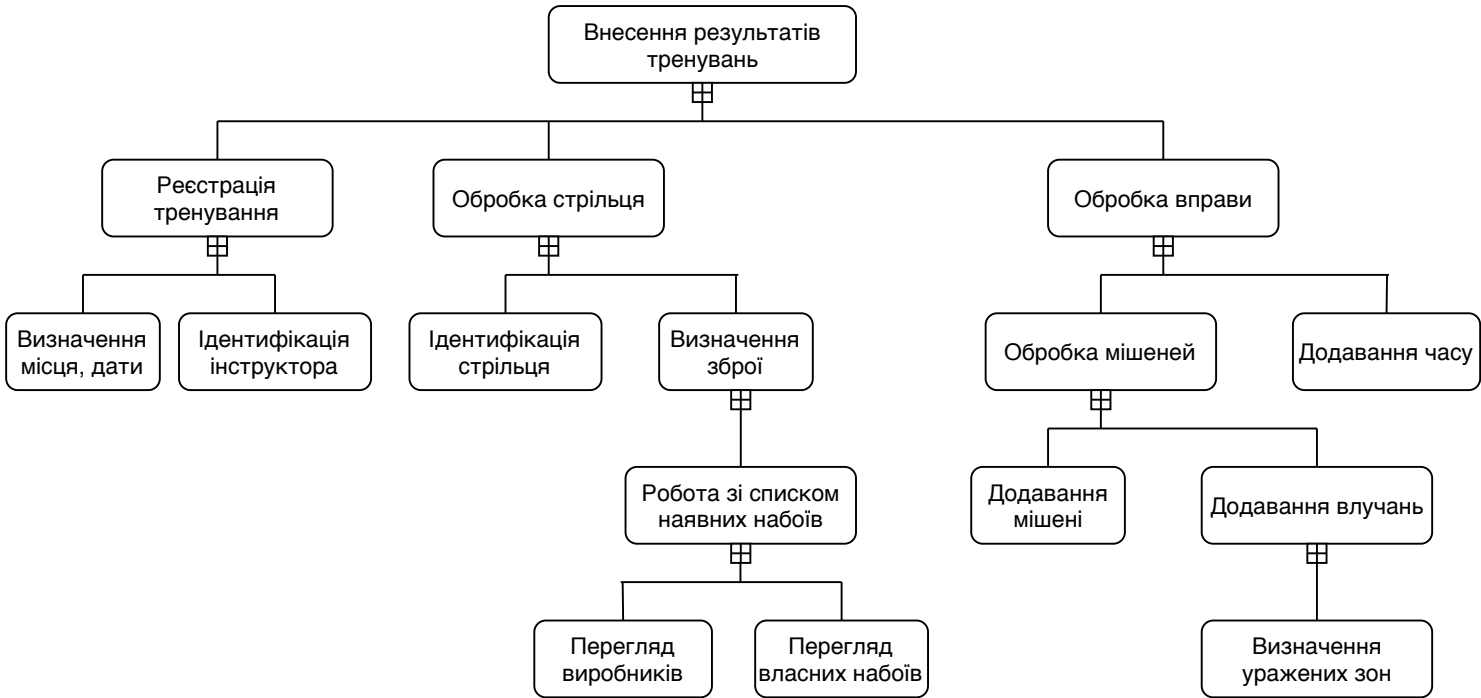 Внесення результатів
тренувань
Реєстрація
тренування
Обробка стрільця
Обробка вправи
Визначення
місця, дати
Ідентифікація
інструктора
Ідентифікація
стрільця
Визначення
зброї
Обробка мішеней
Додавання часу
Робота зі списком
наявних набоїв
Додавання
мішені
Додавання влучань
Перегляд
виробників
Перегляд
власних набоїв
Визначення
уражених зон